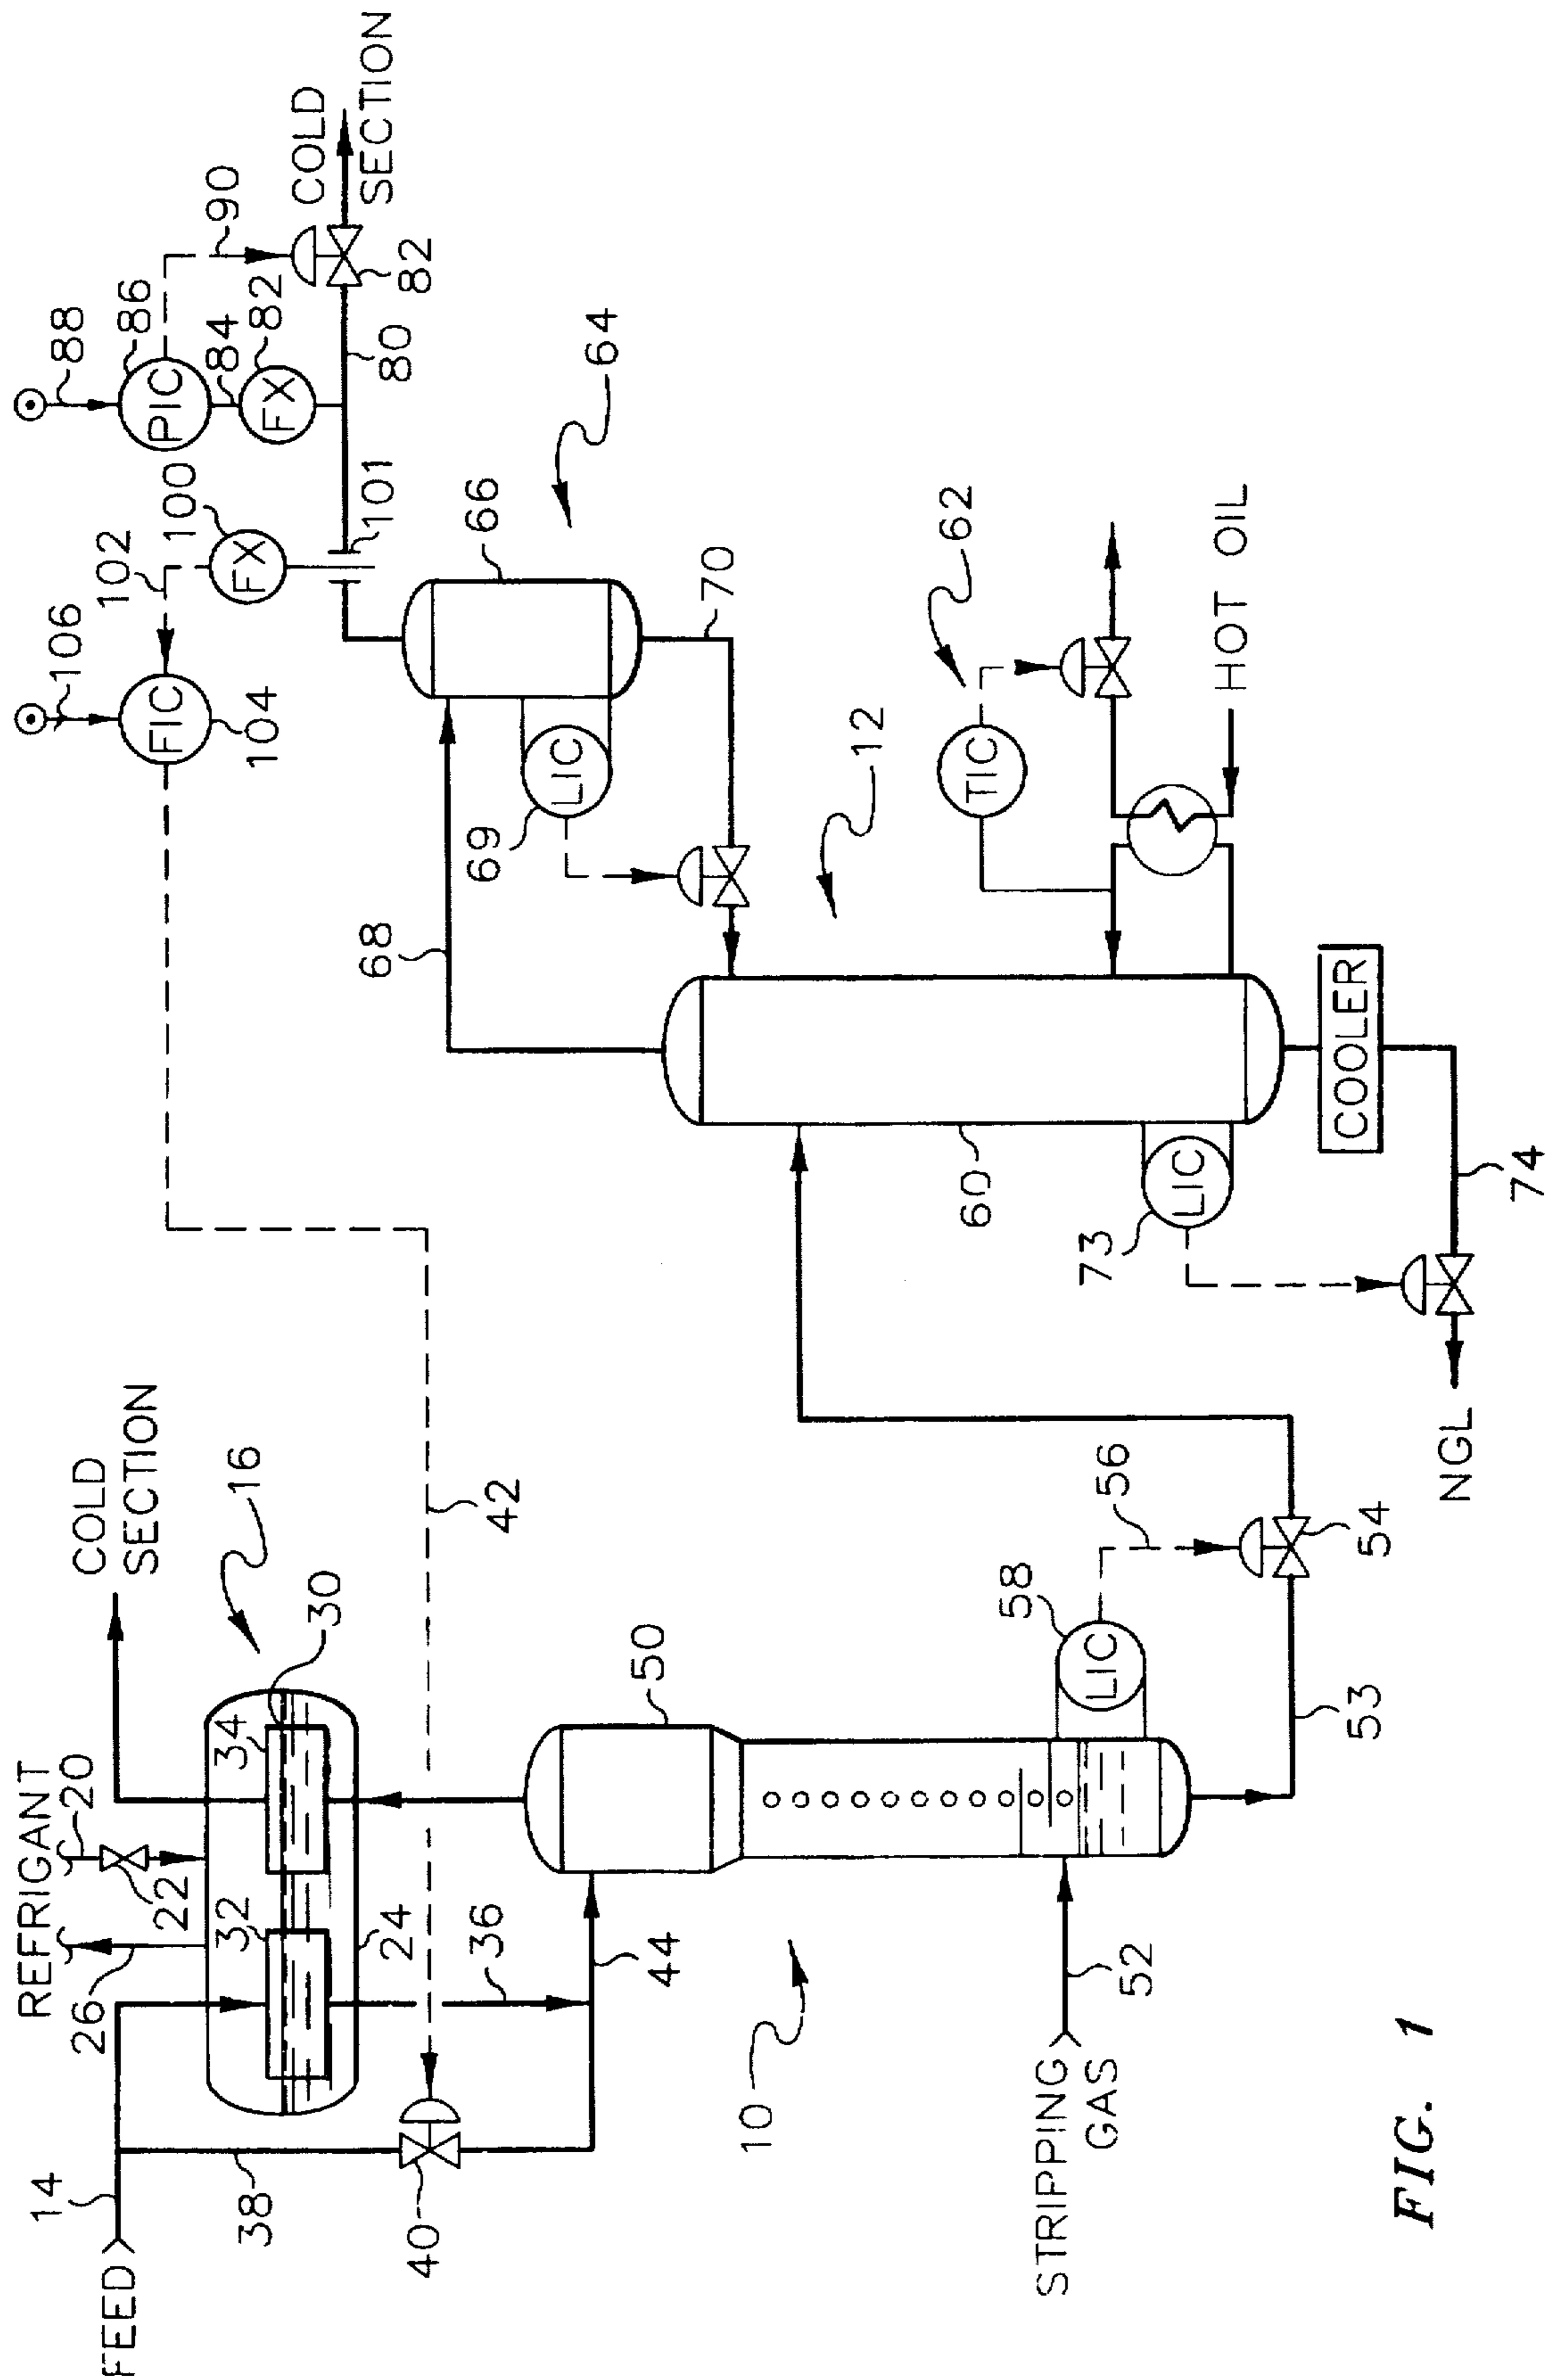 FEED
14
38
40
REFRIGANT
26
20
22
32
34
30
24
36
44
16
COLD
SECTION
42
50
10
STRIPPING
GAS
52
LIC
58
56
53
54
106
FIC
104
102
100
FX
101
88
PIC
86
84
FX
82
90
80
82
COLD
SECTION
64
66
68
LIC
69
70
12
62
TIC
HOT OIL
60
LIC
73
COOLER
74
NGL
FIG. 1